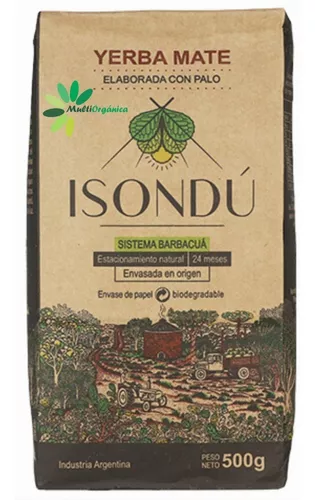 YERBA MATE
ELABORADA CON PALO
MultiOrgánica
ISONDÚ
SISTEMA BARBACUÁ
Estacionamiento natural | 24 meses
Envasada en origen
Envase de papel biodegradable
Industria Argentina
PESO NETO 500g